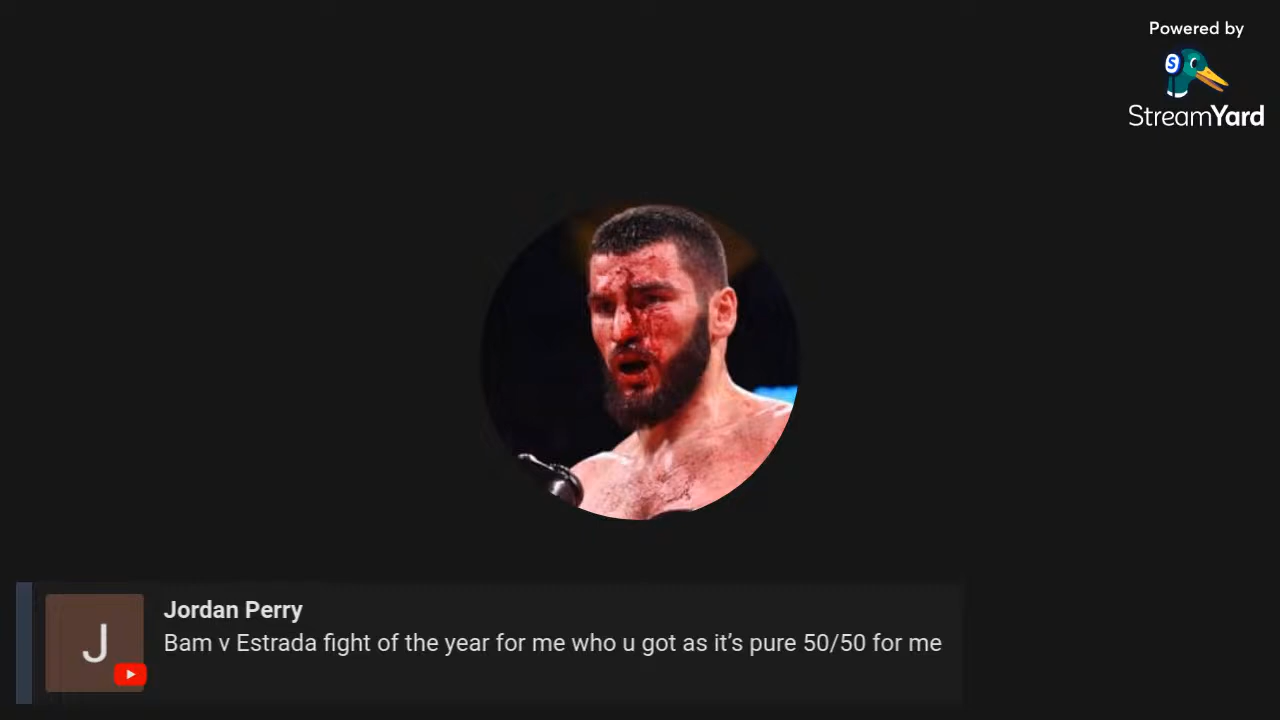 Powered by
S
StreamYard
J
Jordan Perry
Bam v Estrada fight of the year for me who u got as it’s pure 50/50 for me